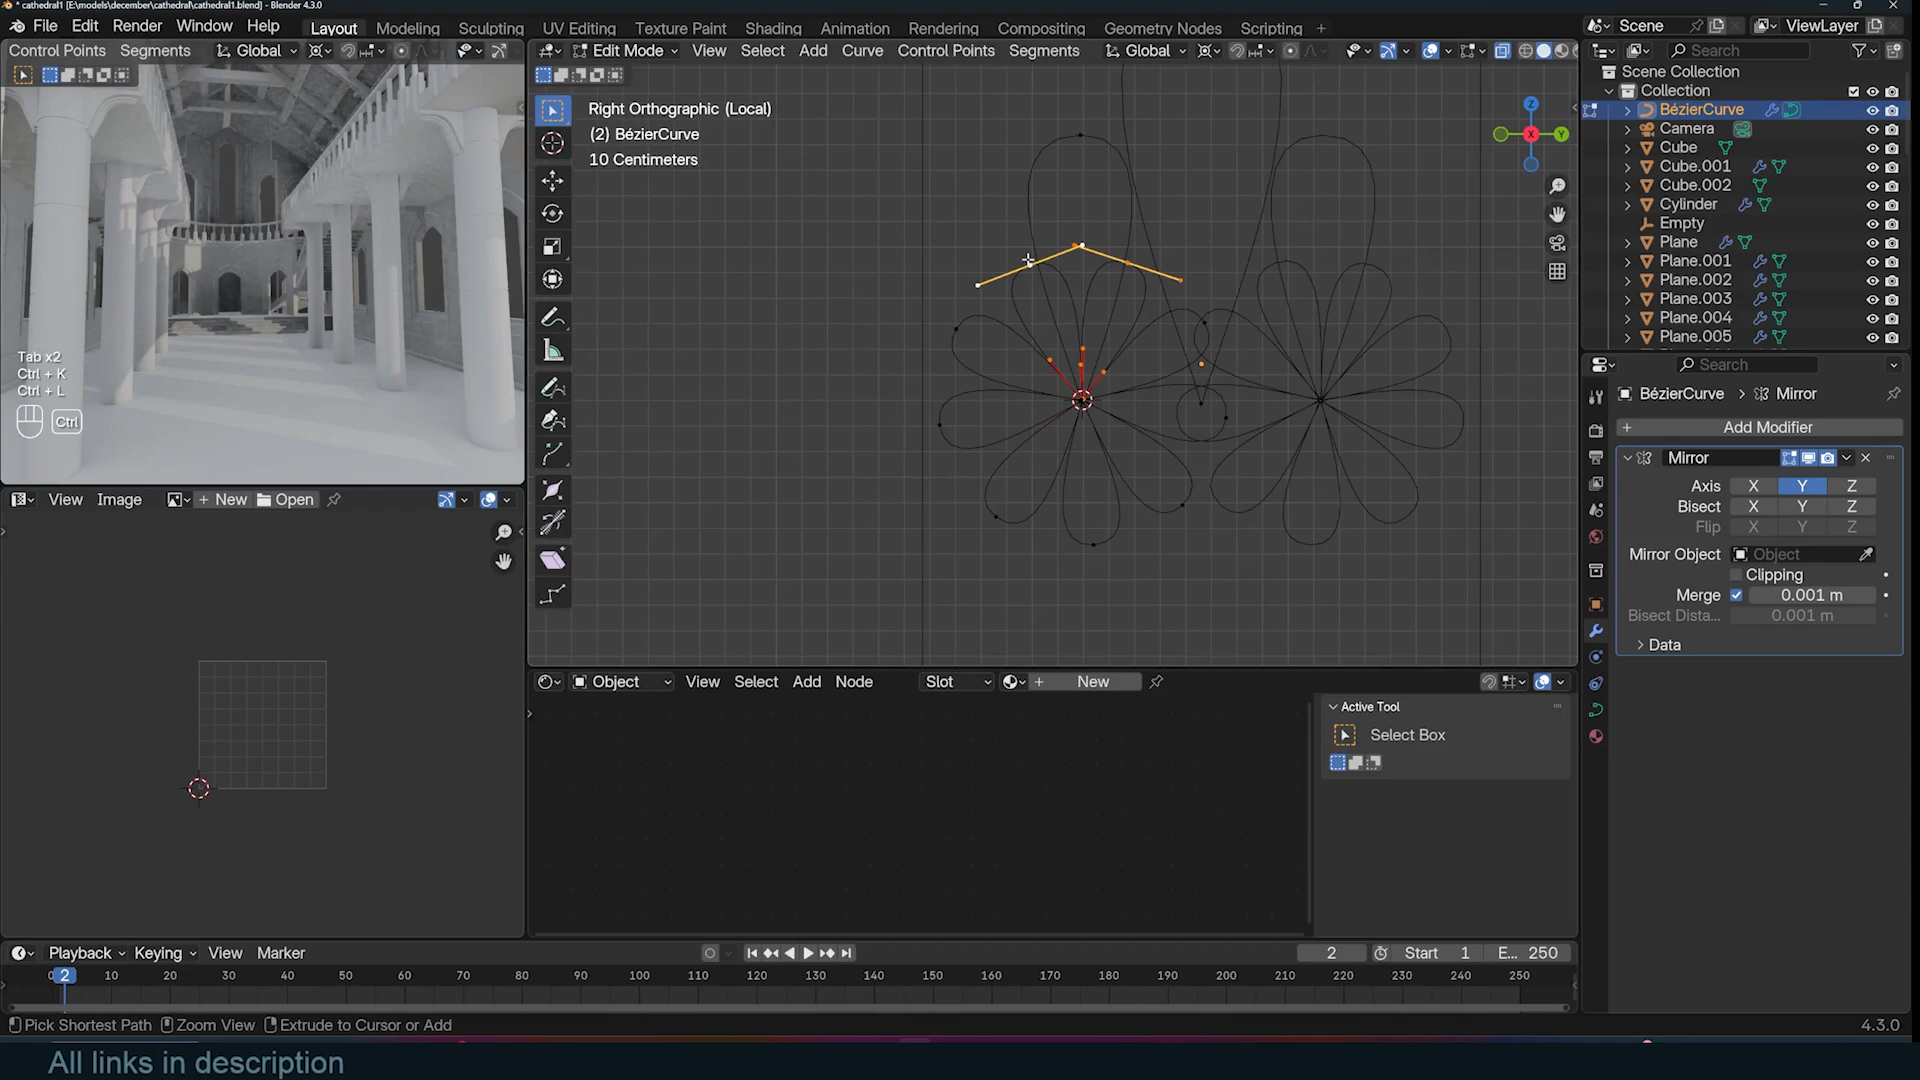 * cathedral1 [E:\models\december\cathedral\cathedral1.blend] - Blender 4.3.0
File Edit Render Window Help Layout Modeling Sculpting UV Editing Texture Paint Shading Animation Rendering Compositing Geometry Nodes Scripting + Scene ViewLayer
Control Points Segments Global Edit Mode View Select Add Curve Control Points Segments Global Search
Right Orthographic (Local)
(2) BézierCurve
10 Centimeters
Z
X
Y
Scene Collection
Collection
BézierCurve
Camera
Cube
Cube.001
Cube.002
Cylinder
Empty
Plane
Plane.001
Plane.002
Plane.003
Plane.004
Plane.005
Tab x2
Ctrl + K
Ctrl + L
Ctrl
Search
BézierCurve > Mirror
+ Add Modifier
Mirror
Axis X Y Z
Bisect X Y Z
Flip X Y Z
Mirror Object Object
Clipping
Merge 0.001 m
Bisect Dista... 0.001 m
Data
View Image + New Open
Object View Select Add Node Slot + New
Active Tool
Select Box
Playback Keying View Marker 2 Start 1 E... 250
0 2 10 20 30 40 50 60 70 80 90 100 110 120 130 140 150 160 170 180 190 200 210 220 230 240 250
Pick Shortest Path Zoom View Extrude to Cursor or Add 4.3.0
All links in description